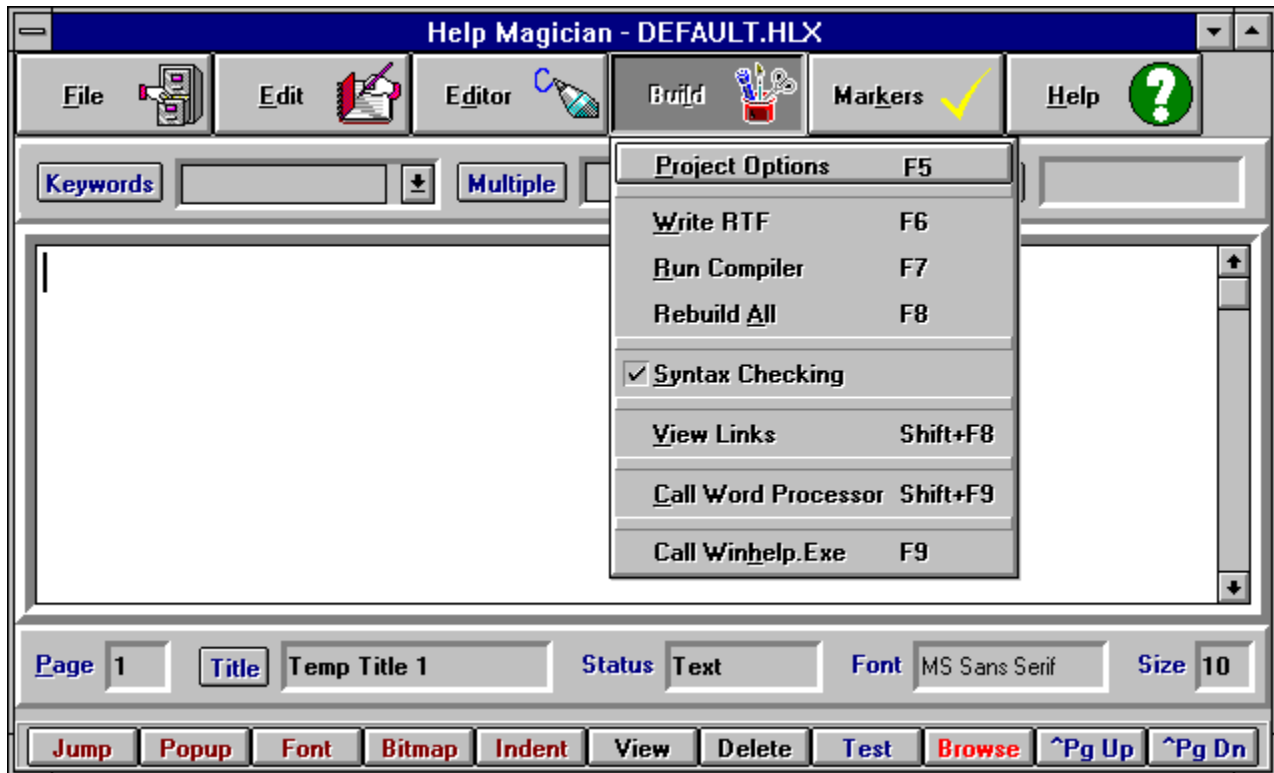 Help Magician - DEFAULT.HLX
File Edit Editor Build Markers Help
Keywords Multiple
Project Options F5
Write RTF F6
Run Compiler F7
Rebuild All F8
Syntax Checking
View Links Shift+F8
Call Word Processor Shift+F9
Call Winhelp.Exe F9
Page 1 Title Temp Title 1 Status Text Font MS Sans Serif Size 10
Jump Popup Font Bitmap Indent View Delete Test Browse ^Pg Up ^Pg Dn